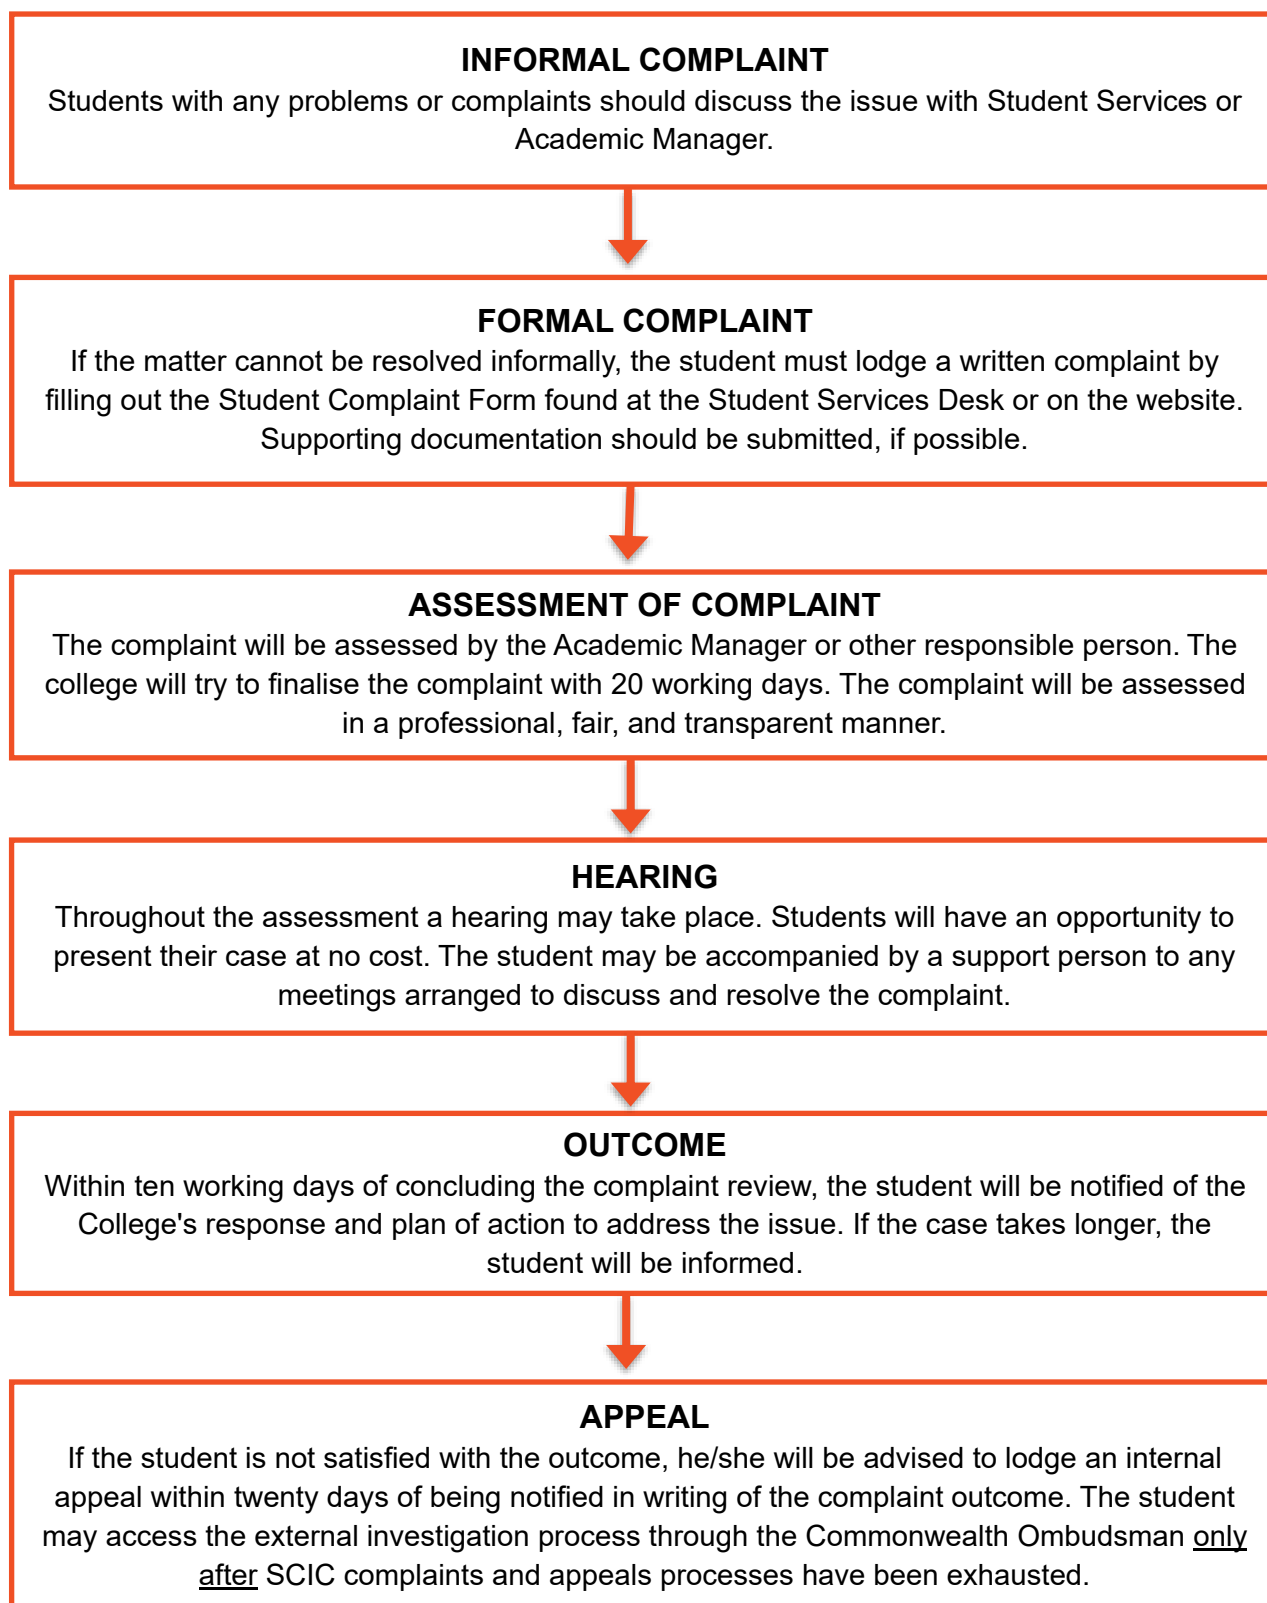 INFORMAL COMPLAINT
Students with any problems or complaints should discuss the issue with Student Services or
Academic Manager.
FORMAL COMPLAINT
If the matter cannot be resolved informally, the student must lodge a written complaint by
filling out the Student Complaint Form found at the Student Services Desk or on the website.
Supporting documentation should be submitted, if possible.
ASSESSMENT OF COMPLAINT
The complaint will be assessed by the Academic Manager or other responsible person. The
college will try to finalise the complaint with 20 working days. The complaint will be assessed
in a professional, fair, and transparent manner.
HEARING
Throughout the assessment a hearing may take place. Students will have an opportunity to
present their case at no cost. The student may be accompanied by a support person to any
meetings arranged to discuss and resolve the complaint.
OUTCOME
Within ten working days of concluding the complaint review, the student will be notified of the
College's response and plan of action to address the issue. If the case takes longer, the
student will be informed.
APPEAL
If the student is not satisfied with the outcome, he/she will be advised to lodge an internal
appeal within twenty days of being notified in writing of the complaint outcome. The student
may access the external investigation process through the Commonwealth Ombudsman only
after SCIC complaints and appeals processes have been exhausted.